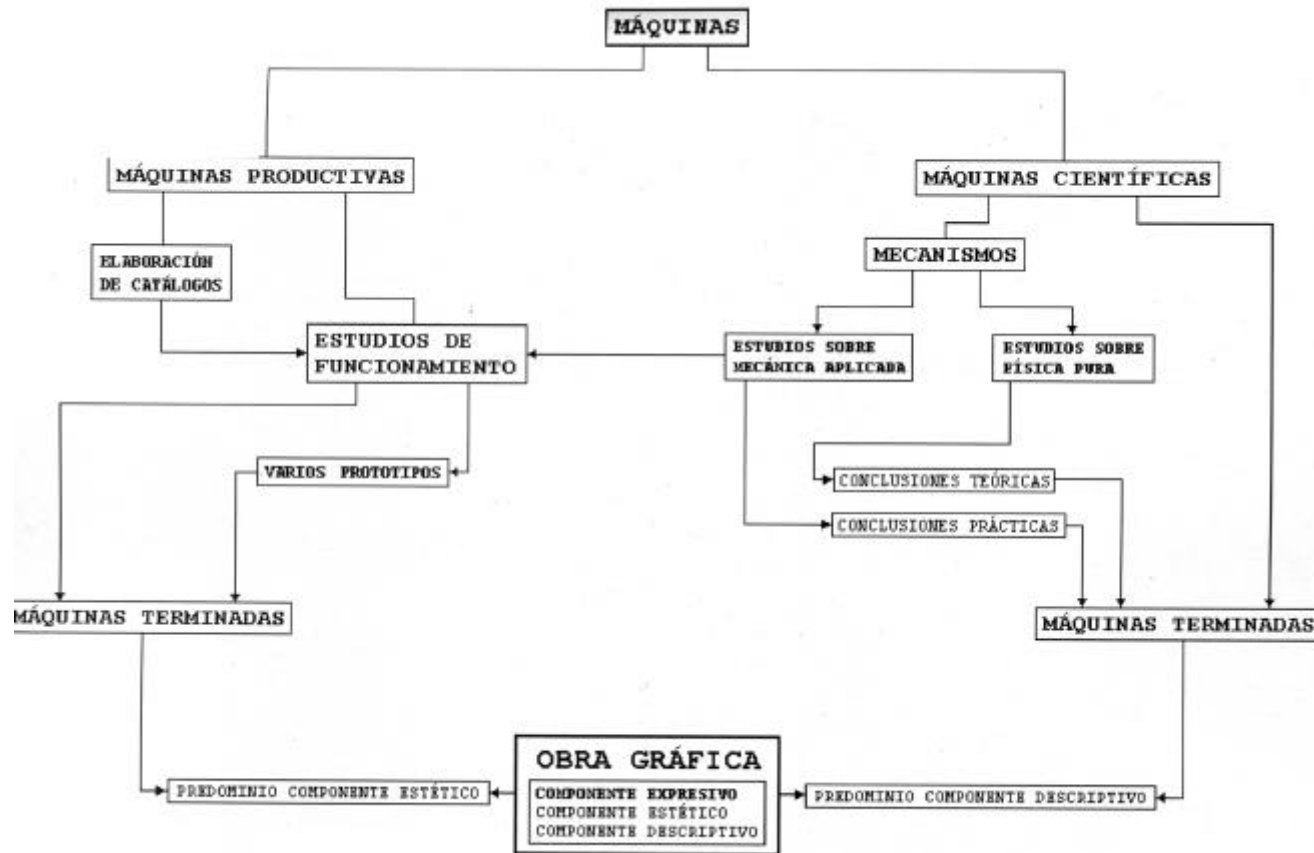 MÁQUINAS
MÁQUINAS PRODUCTIVAS
MÁQUINAS CIENTÍFICAS
ELABORACIÓN
DE CATÁLOGOS
MECANISMOS
ESTUDIOS DE
FUNCIONAMIENTO
ESTUDIOS SOBRE
MECÁNICA APLICADA
ESTUDIOS SOBRE
FÍSICA PURA
VARIOS PROTOTIPOS
CONCLUSIONES TEÓRICAS
CONCLUSIONES PRÁCTICAS
MÁQUINAS TERMINADAS
MÁQUINAS TERMINADAS
OBRA GRÁFICA
PREDOMINIO COMPONENTE ESTÉTICO
COMPONENTE EXPRESIVO
COMPONENTE ESTÉTICO
COMPONENTE DESCRIPTIVO
PREDOMINIO COMPONENTE DESCRIPTIVO